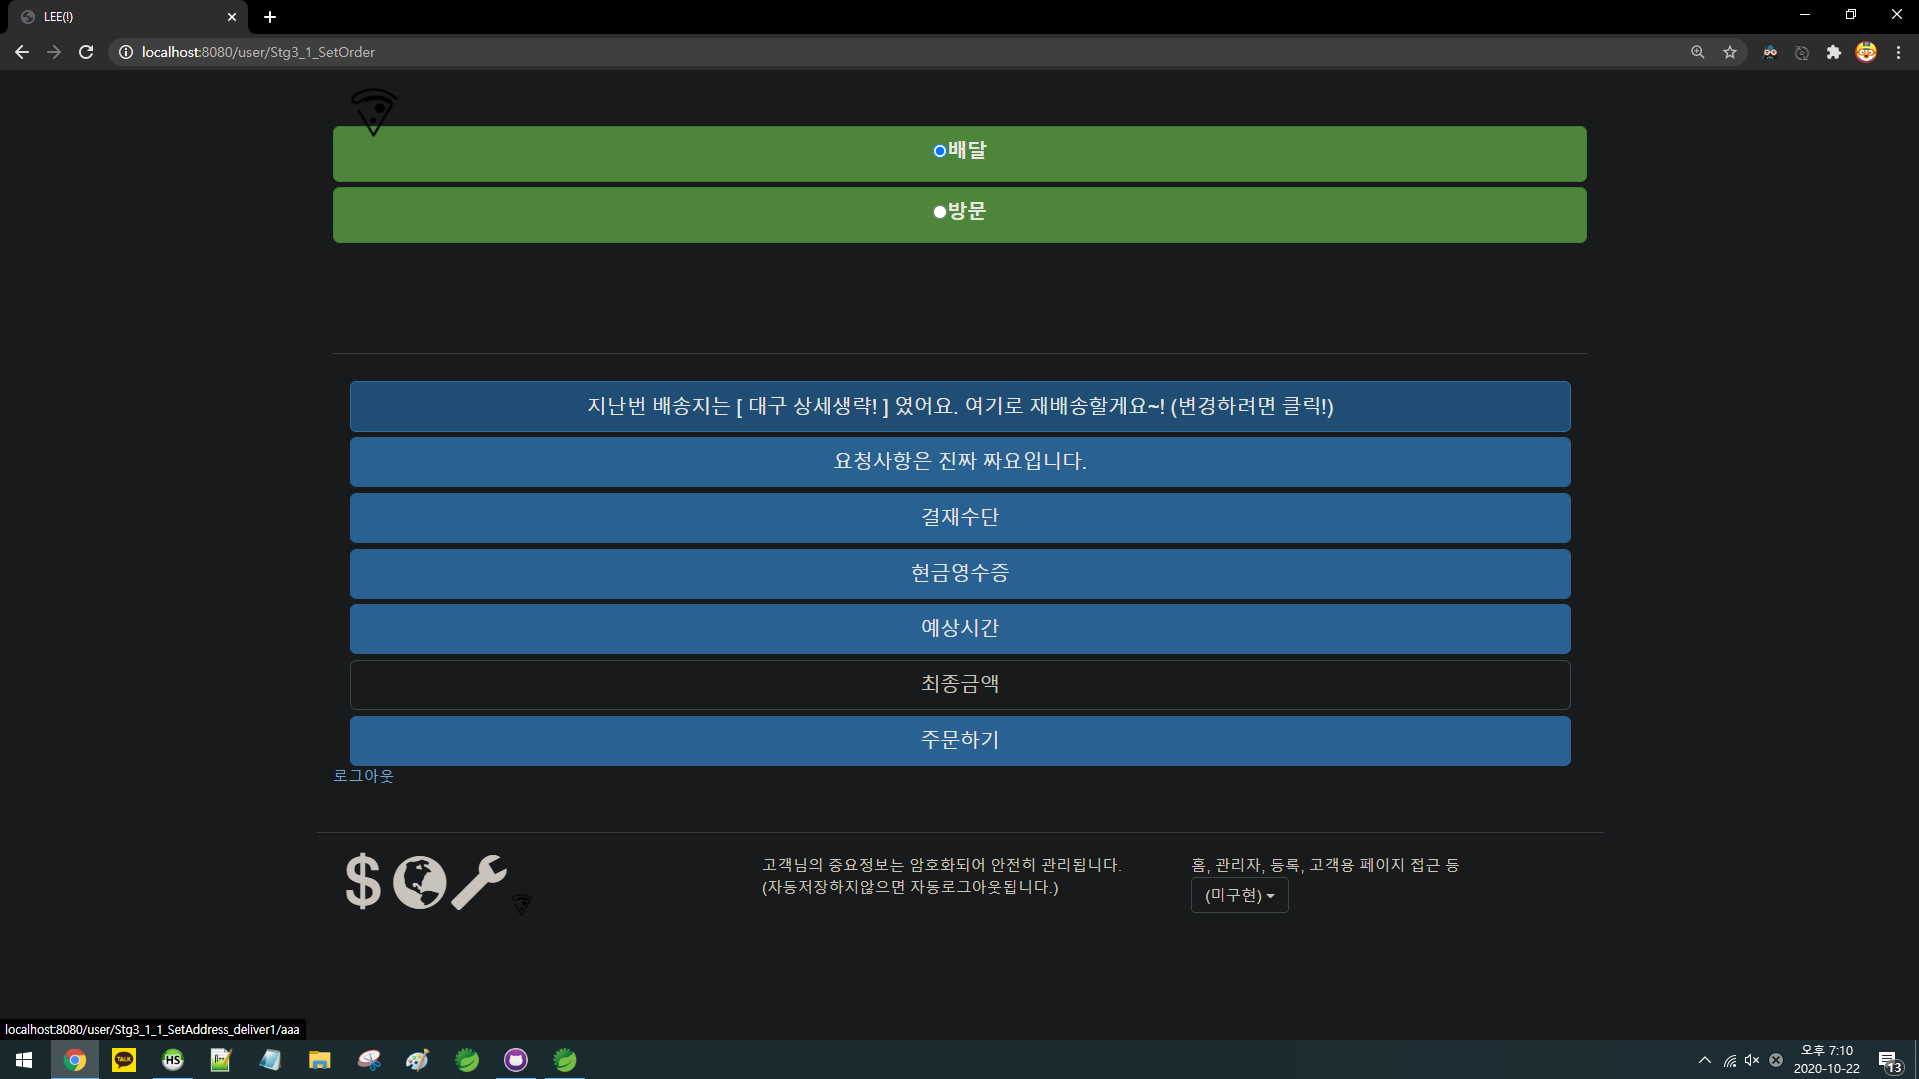 LEE(!)
localhost:8080/user/Stg3_1_SetOrder
배달
방문
지난번 배송지는 [ 대구 상세생략! ] 였어요. 여기로 재배송할게요~! (변경하려면 클릭!)
요청사항은 진짜 짜요입니다.
결재수단
현금영수증
예상시간
최종금액
주문하기
로그아웃
고객님의 중요정보는 암호화되어 안전히 관리됩니다.
(자동저장하지않으면 자동로그아웃됩니다.)
홈, 관리자, 등록, 고객용 페이지 접근 등
(미구현)
localhost:8080/user/Stg3_1_1_SetAddress_deliver1/aaa
TALK
HS
오후 7:10
2020-10-22
13